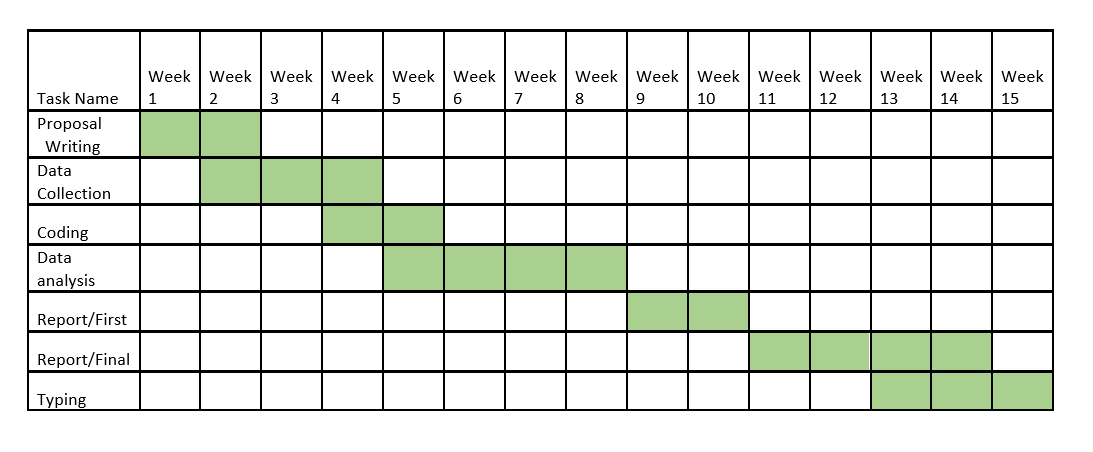 Task Name Week 1 Week 2 Week 3 Week 4 Week 5 Week 6 Week 7 Week 8 Week 9 Week 10 Week 11 Week 12 Week 13 Week 14 Week 15
Proposal
Writing
Data
Collection
Coding
Data
analysis
Report/First
Report/Final
Typing